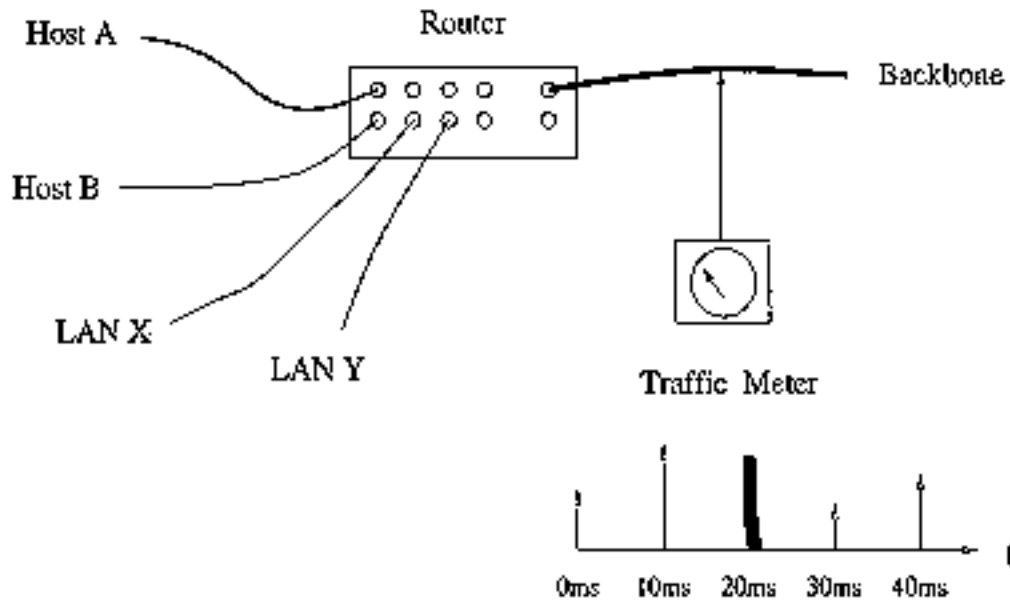 Host A
Router
Backbone
Host B
LAN X
LAN Y
Traffic Meter
0ms 10ms 20ms 30ms 40ms